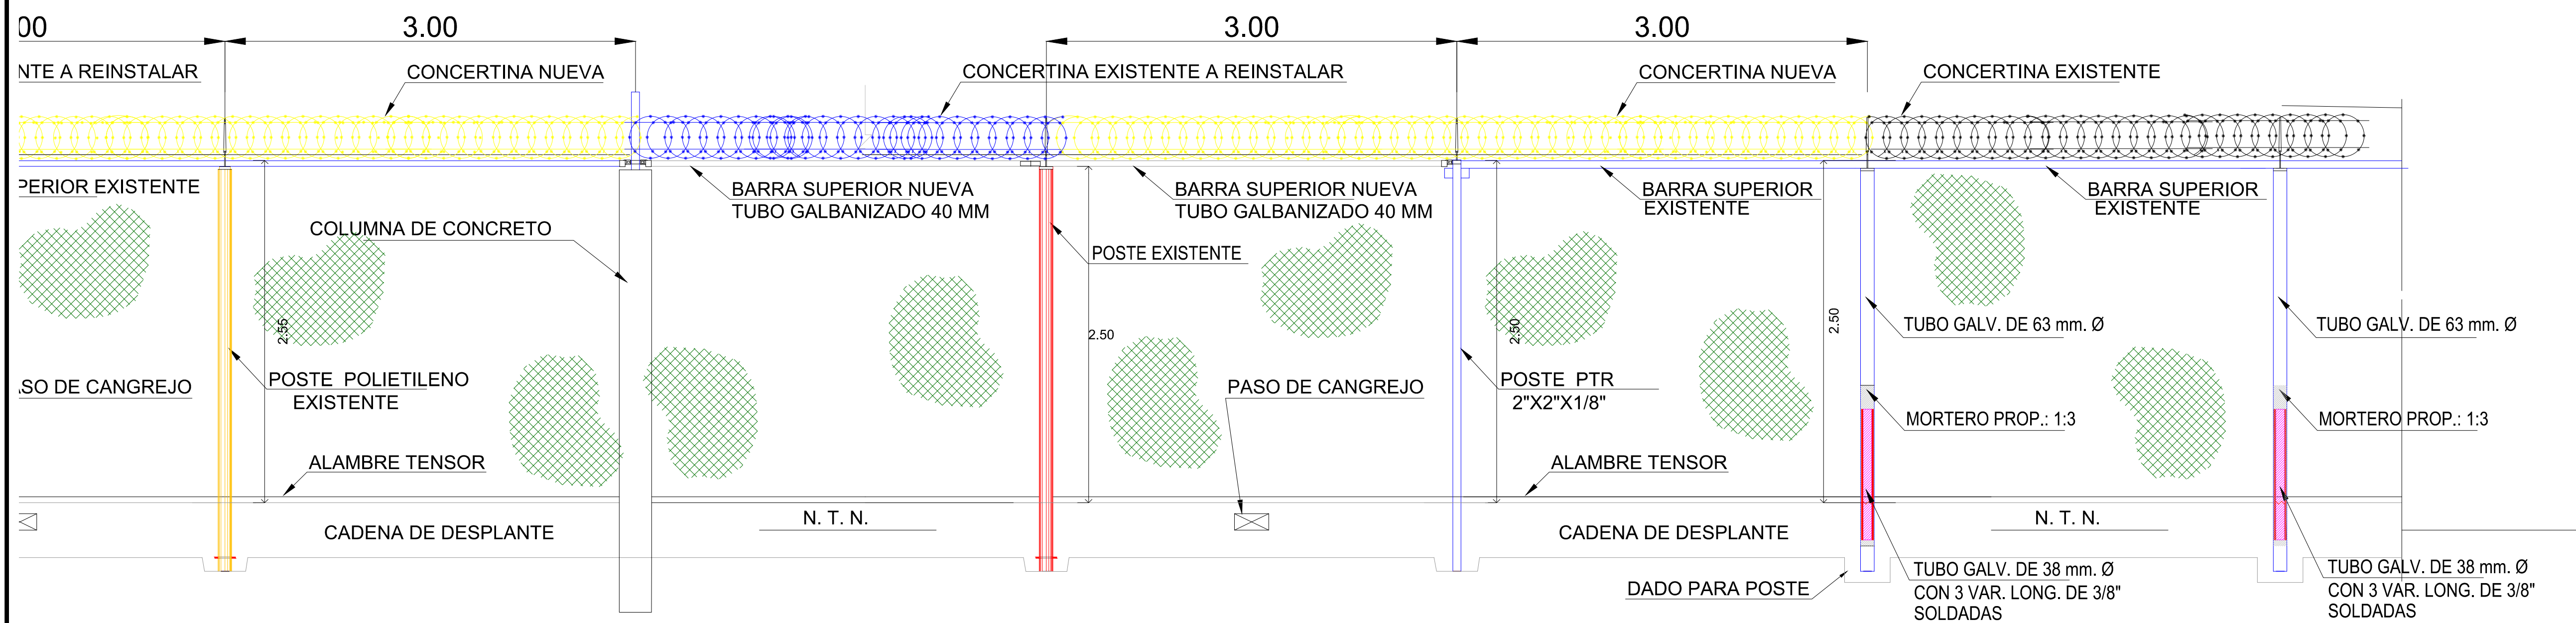 00
3.00
3.00
3.00
NTE A REINSTALAR
CONCERTINA NUEVA
CONCERTINA EXISTENTE A REINSTALAR
CONCERTINA NUEVA
CONCERTINA EXISTENTE
PERIOR EXISTENTE
BARRA SUPERIOR NUEVA
TUBO GALBANIZADO 40 MM
BARRA SUPERIOR NUEVA
TUBO GALBANIZADO 40 MM
BARRA SUPERIOR
EXISTENTE
BARRA SUPERIOR
EXISTENTE
COLUMNA DE CONCRETO
POSTE EXISTENTE
2.55
2.50
2.50
2.50
TUBO GALV. DE 63 mm. Ø
TUBO GALV. DE 63 mm. Ø
ASO DE CANGREJO
POSTE POLIETILENO
EXISTENTE
PASO DE CANGREJO
POSTE PTR
2"X2"X1/8"
MORTERO PROP.: 1:3
MORTERO PROP.: 1:3
ALAMBRE TENSOR
ALAMBRE TENSOR
CADENA DE DESPLANTE
N. T. N.
CADENA DE DESPLANTE
N. T. N.
DADO PARA POSTE
TUBO GALV. DE 38 mm. Ø
CON 3 VAR. LONG. DE 3/8"
SOLDADAS
TUBO GALV. DE 38 mm. Ø
CON 3 VAR. LONG. DE 3/8"
SOLDADAS